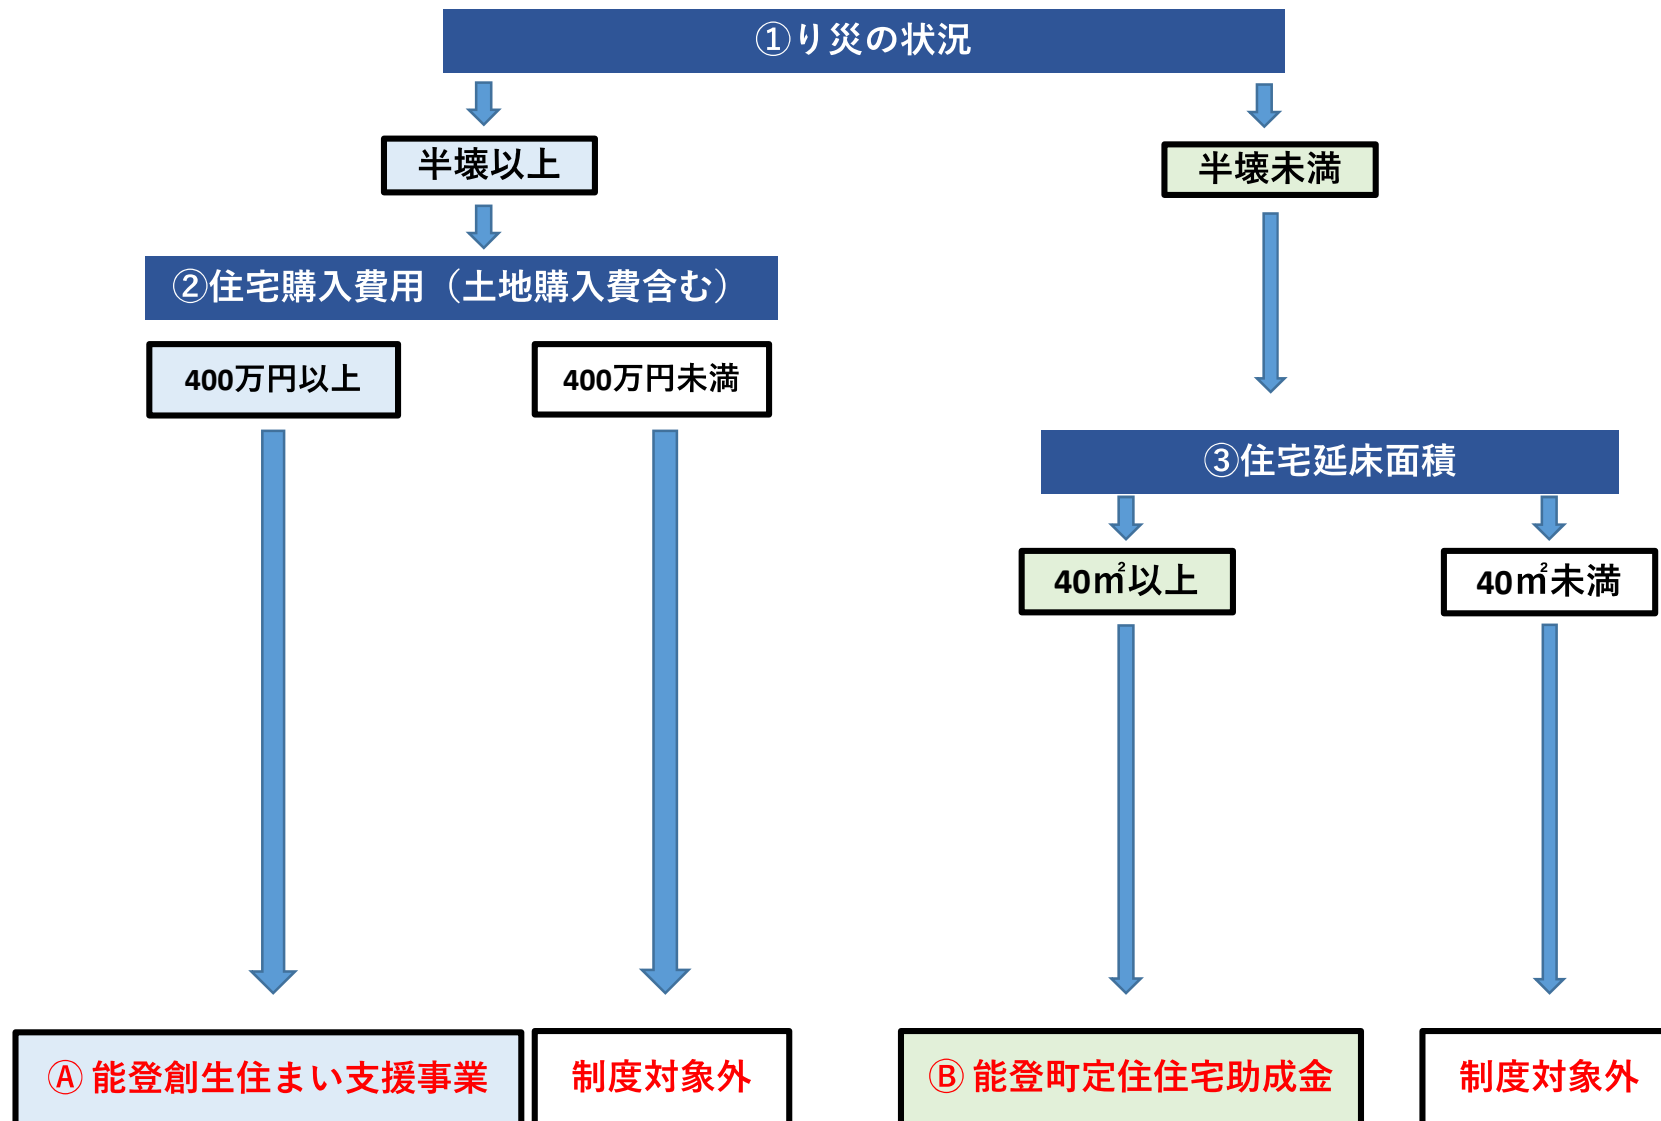 ①り災の状況
半壊以上
半壊未満
②住宅購入費用（土地購入費含む）
400万円以上
400万円未満
③住宅延床面積
40㎡以上
40㎡未満
Ⓐ 能登創生住まい支援事業
制度対象外
Ⓑ 能登町定住住宅助成金
制度対象外